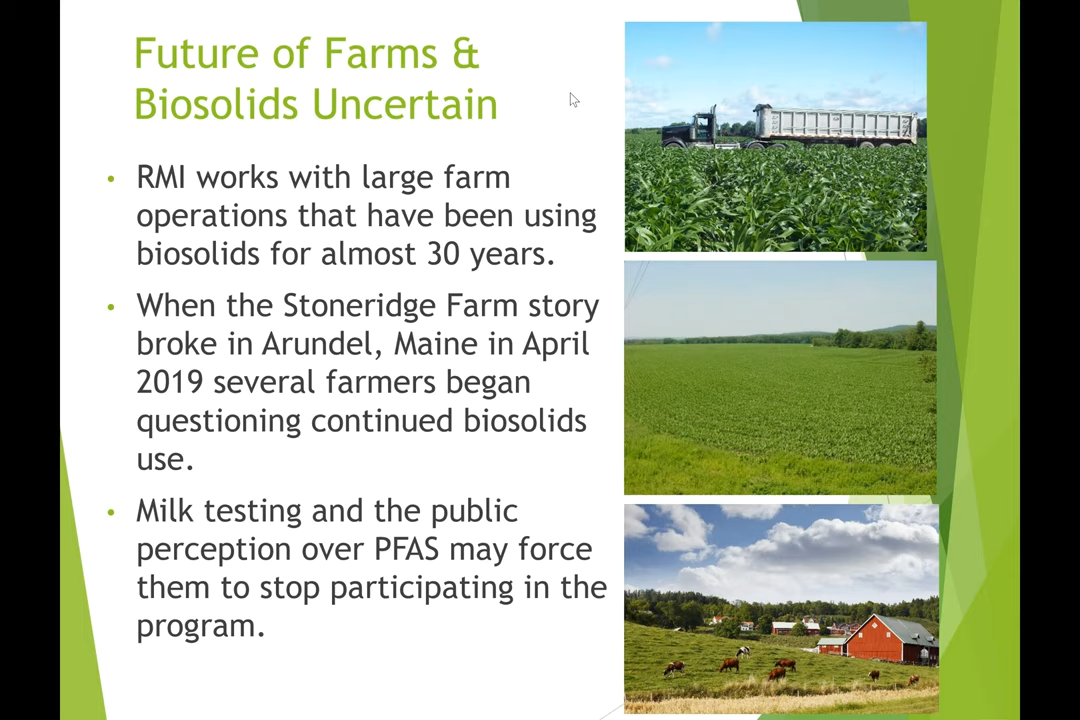 Future of Farms &
Biosolids Uncertain
• RMI works with large farm
operations that have been using
biosolids for almost 30 years.
• When the Stoneridge Farm story
broke in Arundel, Maine in April
2019 several farmers began
questioning continued biosolids
use.
• Milk testing and the public
perception over PFAS may force
them to stop participating in the
program.